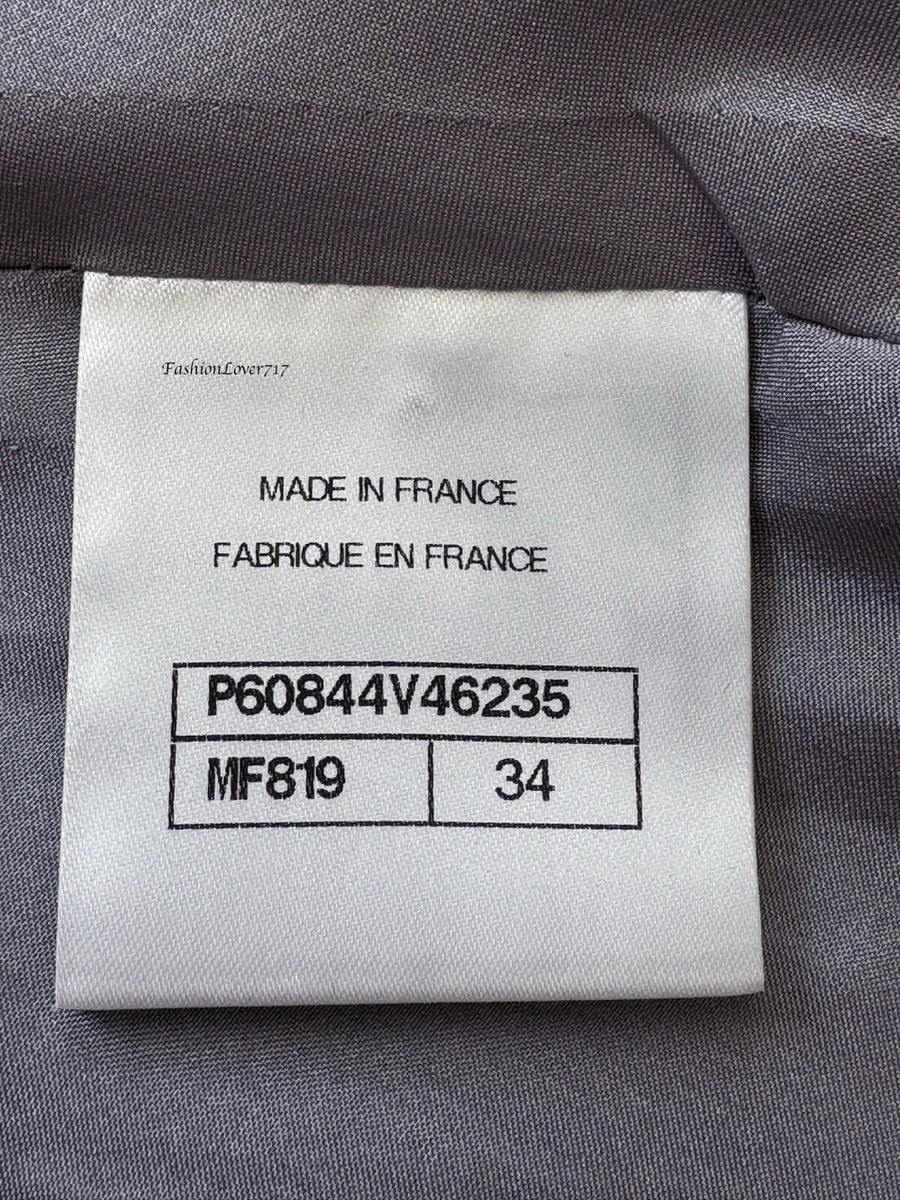 FashionLover717
MADE IN FRANCE
FABRIQUE EN FRANCE
P60844V46235
MF819 34